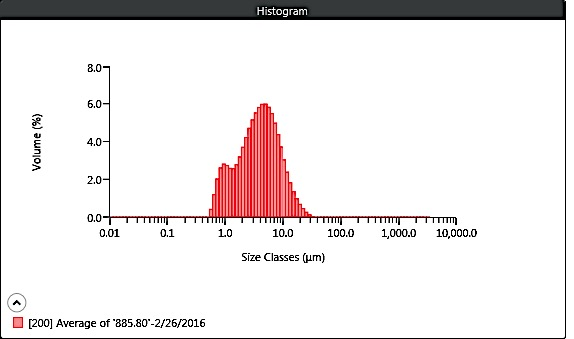 Histogram
8.0
6.0
4.0
2.0
0.0
Volume (%)
0.01 0.1 1.0 10.0 100.0 1,000.0 10,000.0
Size Classes (µm)
[200] Average of "885.80"-2/26/2016